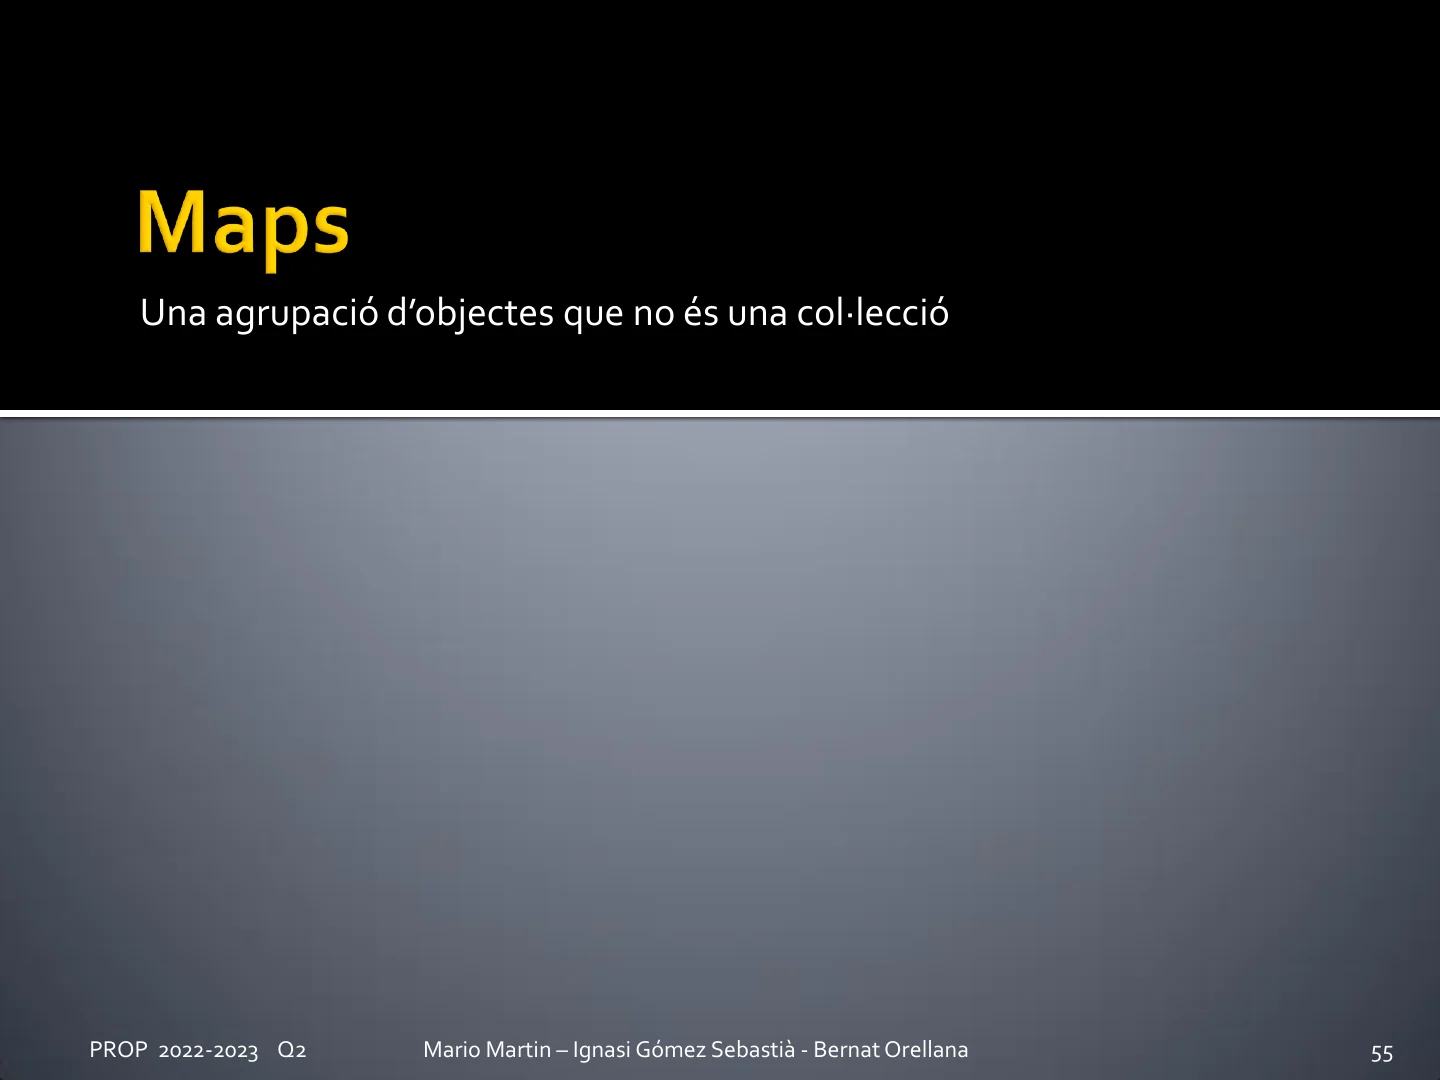 Maps
Una agrupació d’objectes que no és una col·lecció
PROP 2022-2023 Q2
Mario Martin – Ignasi Gómez Sebastià - Bernat Orellana
55